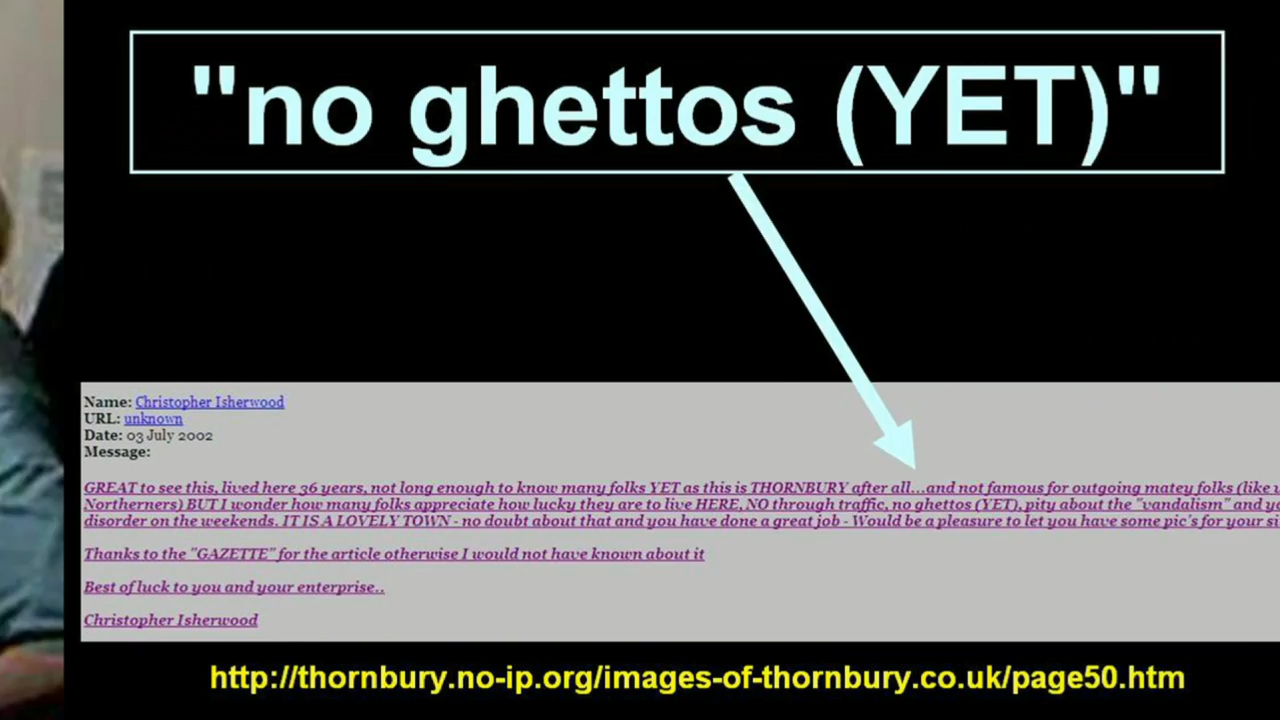 "no ghettos (YET)"
Name: Christopher Isherwood
URL: unknown
Date: 03 July 2002
Message:
GREAT to see this, lived here 36 years, not long enough to know many folks YET as this is THORNBURY after all...and not famous for outgoing matey folks (like
Northerners) BUT I wonder how many folks appreciate how lucky they are to live HERE, NO through traffic, no ghettos (YET), pity about the "vandalism" and
disorder on the weekends. IT IS A LOVELY TOWN - no doubt about that and you have done a great job - Would be a pleasure to let you have some pic's for your
Thanks to the "GAZETTE" for the article otherwise I would not have known about it
Best of luck to you and your enterprise..
Christopher Isherwood
http://thornbury.no-ip.org/images-of-thornbury.co.uk/page50.htm